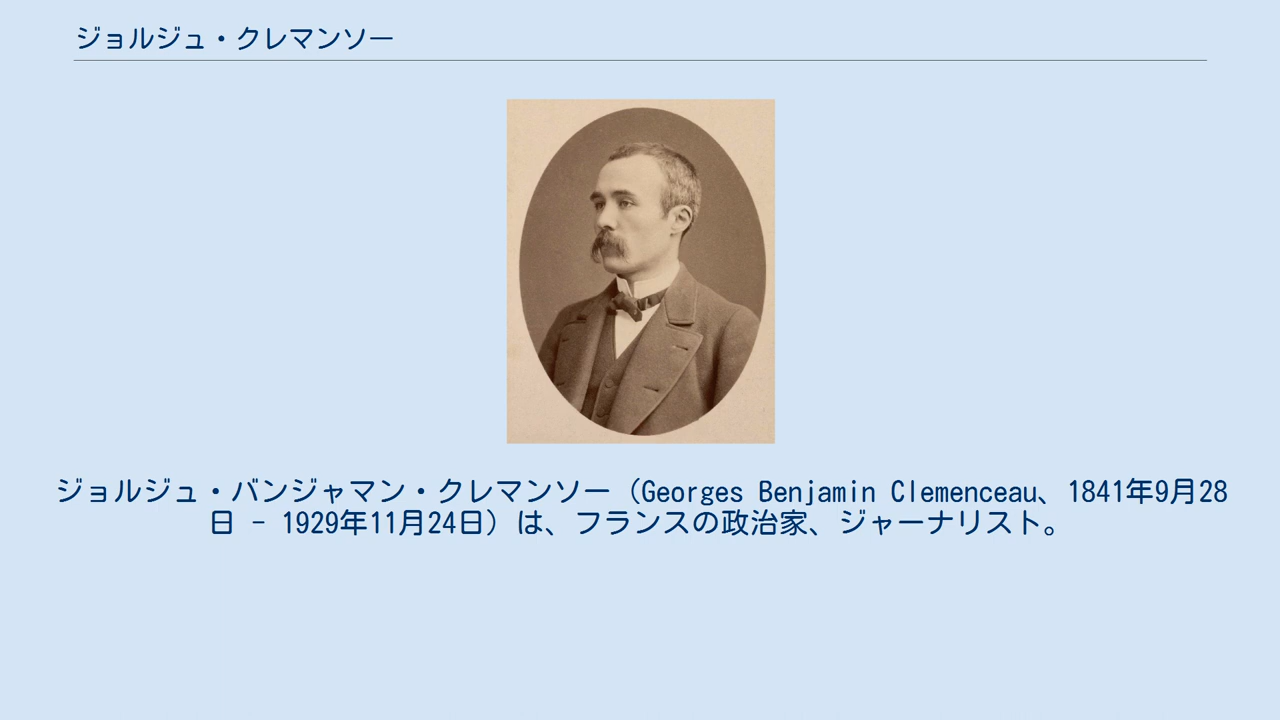 ジョルジュ・クレマンソー
ジョルジュ・バンジャマン・クレマンソー（Georges Benjamin Clemenceau、1841年9月28
日 - 1929年11月24日）は、フランスの政治家、ジャーナリスト。